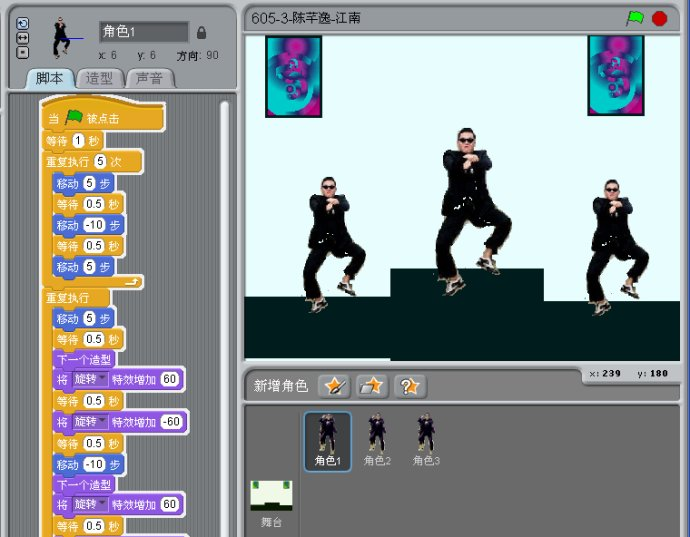 角色1
x: 6 y: 6 方向: 90
脚本 造型 声音
当 被点击
等待 1 秒
重复执行 5 次
移动 5 步
等待 0.5 秒
移动 -10 步
等待 0.5 秒
移动 5 步
重复执行
移动 5 步
等待 0.5 秒
下一个造型
将 旋转 特效增加 60
等待 0.5 秒
将 旋转 特效增加 -60
等待 0.5 秒
移动 -10 步
下一个造型
将 旋转 特效增加 60
等待 0.5 秒
605-3-陈芊逸-江南
x: 239 y: 180
新增角色
角色1 角色2 角色3
舞台